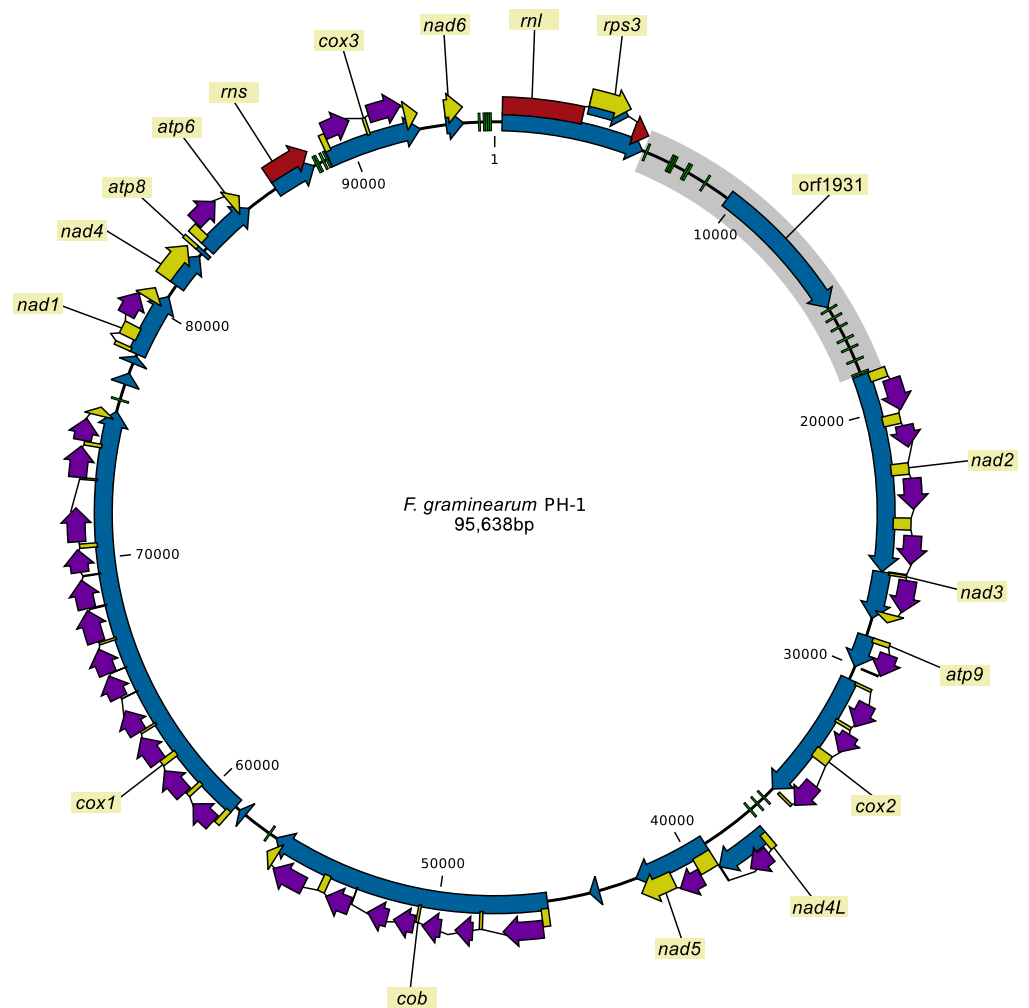 nad6
rnl
rps3
cox3
rns
atp6
1
90000
atp8
orf1931
nad4
10000
nad1
80000
20000
nad2
F. graminearum PH-1
95,638bp
70000
nad3
30000
atp9
60000
cox1
cox2
40000
50000
nad4L
nad5
cob